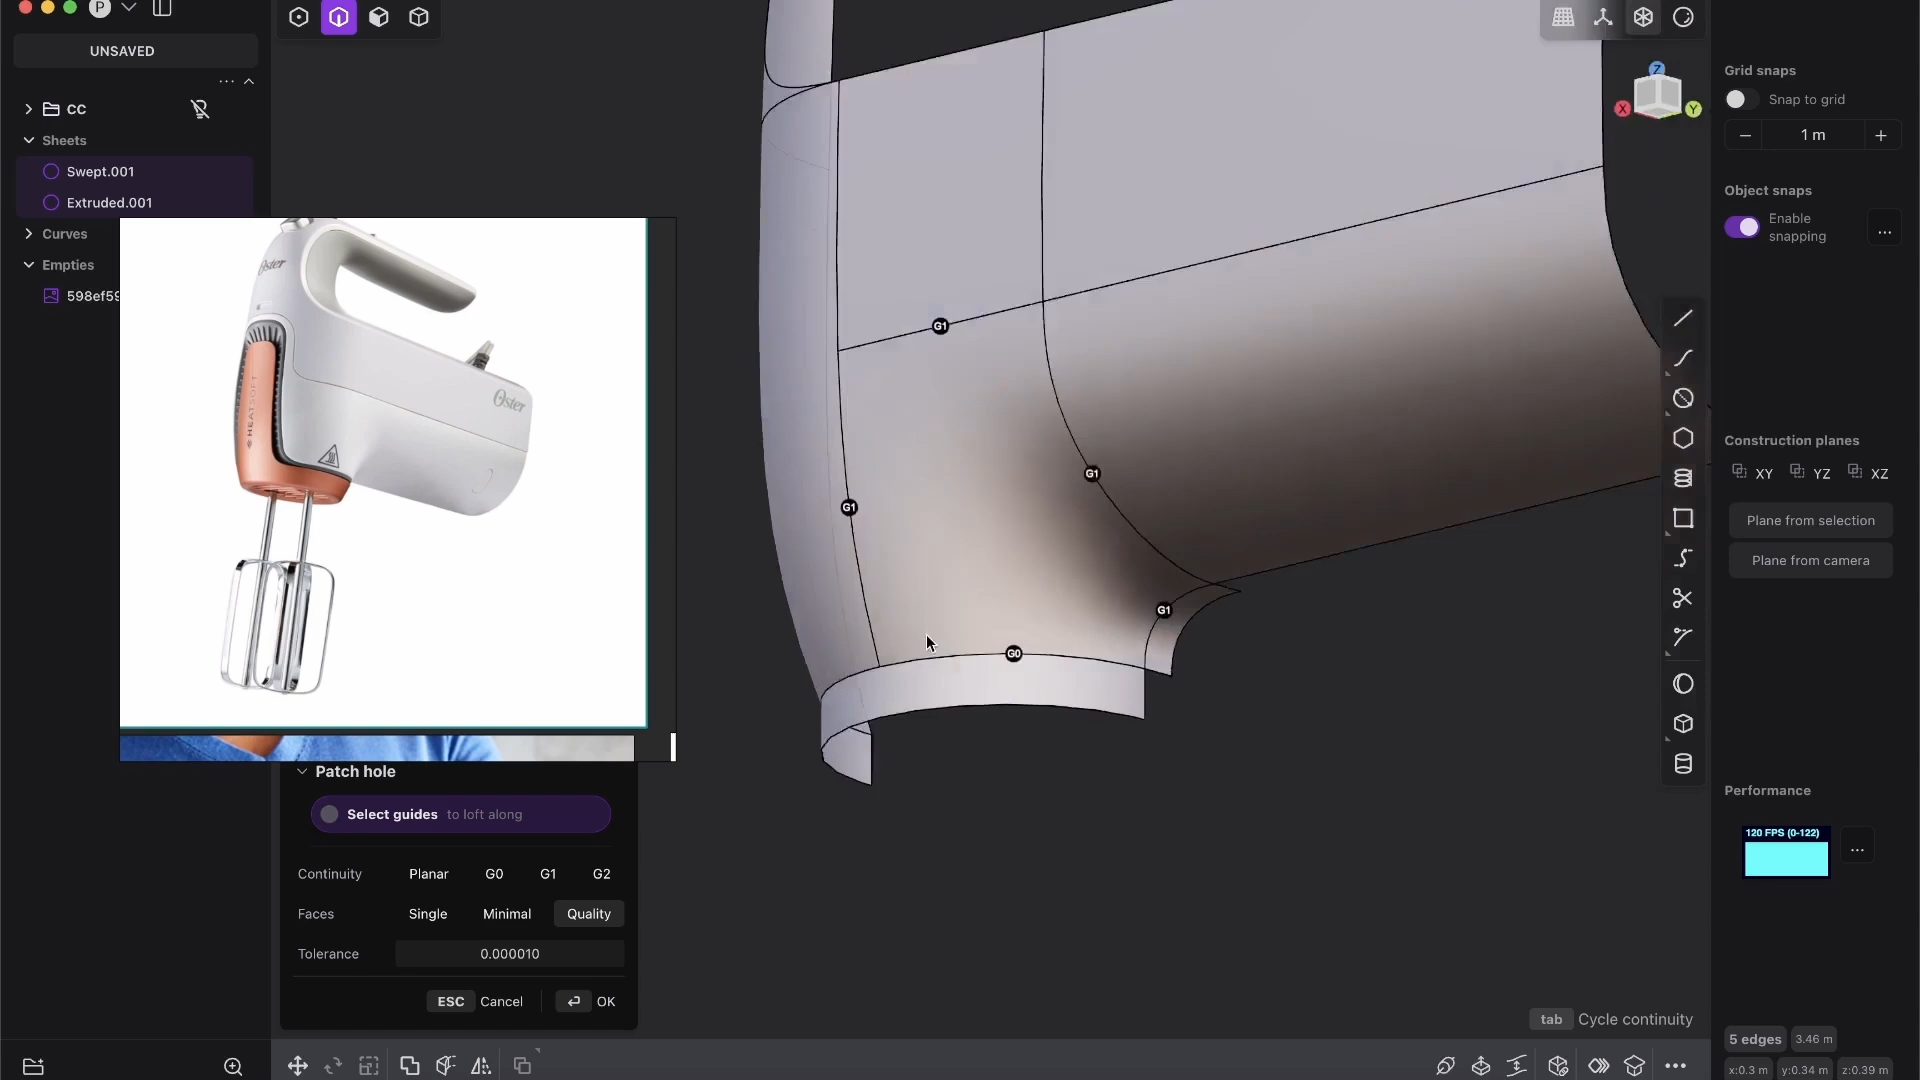 P
UNSAVED
CC
Sheets
Swept.001
Extruded.001
Curves
Empties
598ef59
Oster
Oster
HEATSOFT
G1
G1
G1
G1
G0
Patch hole
Select guides to loft along
Continuity Planar G0 G1 G2
Faces Single Minimal Quality
Tolerance 0.000010
ESC Cancel OK
Z
X
Y
Grid snaps
Snap to grid
1 m
Object snaps
Enable
snapping
Construction planes
XY YZ XZ
Plane from selection
Plane from camera
Performance
120 FPS (0-122)
tab Cycle continuity
5 edges 3.46 m
x:0.3 m y:0.34 m z:0.39 m